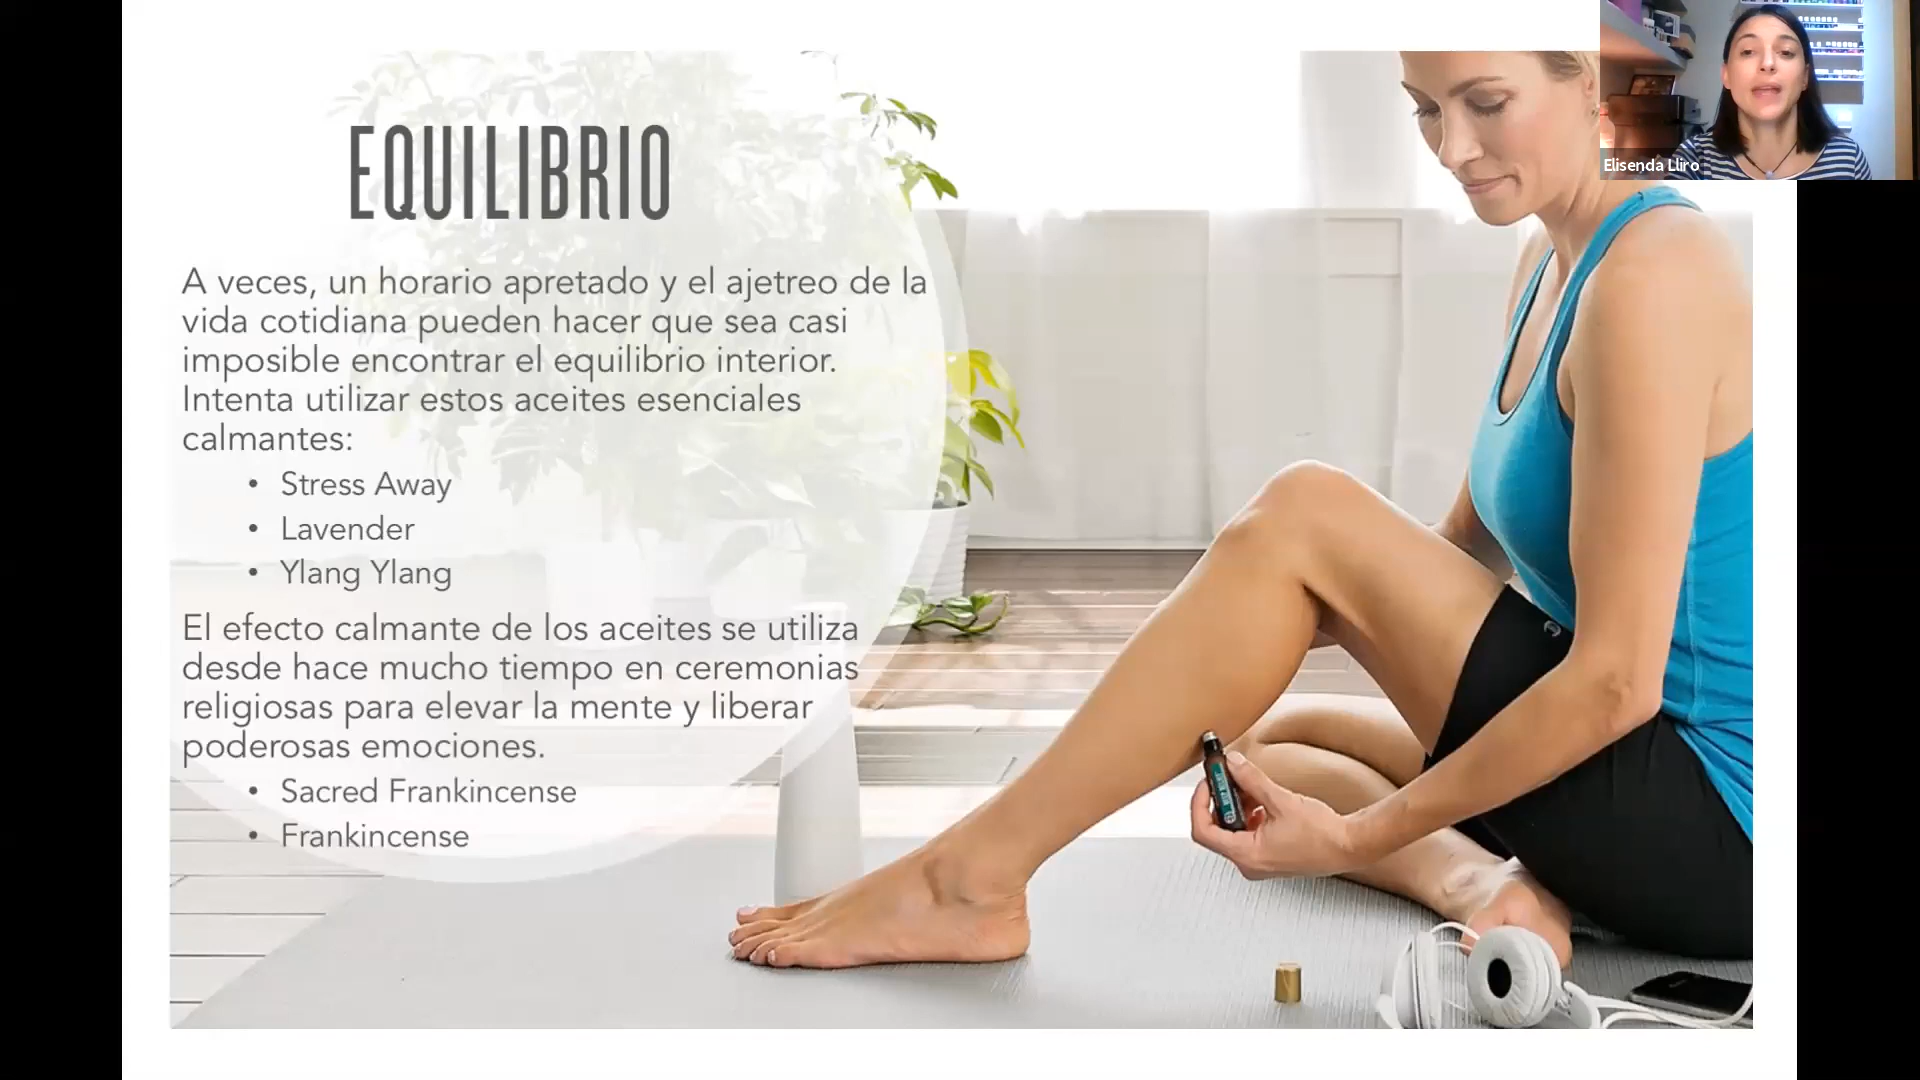 EQUILIBRIO
A veces, un horario apretado y el ajetreo de la
vida cotidiana pueden hacer que sea casi
imposible encontrar el equilibrio interior.
Intenta utilizar estos aceites esenciales
calmantes:
• Stress Away
• Lavender
• Ylang Ylang
El efecto calmante de los aceites se utiliza
desde hace mucho tiempo en ceremonias
religiosas para elevar la mente y liberar
poderosas emociones.
• Sacred Frankincense
• Frankincense
Elisenda Lliro